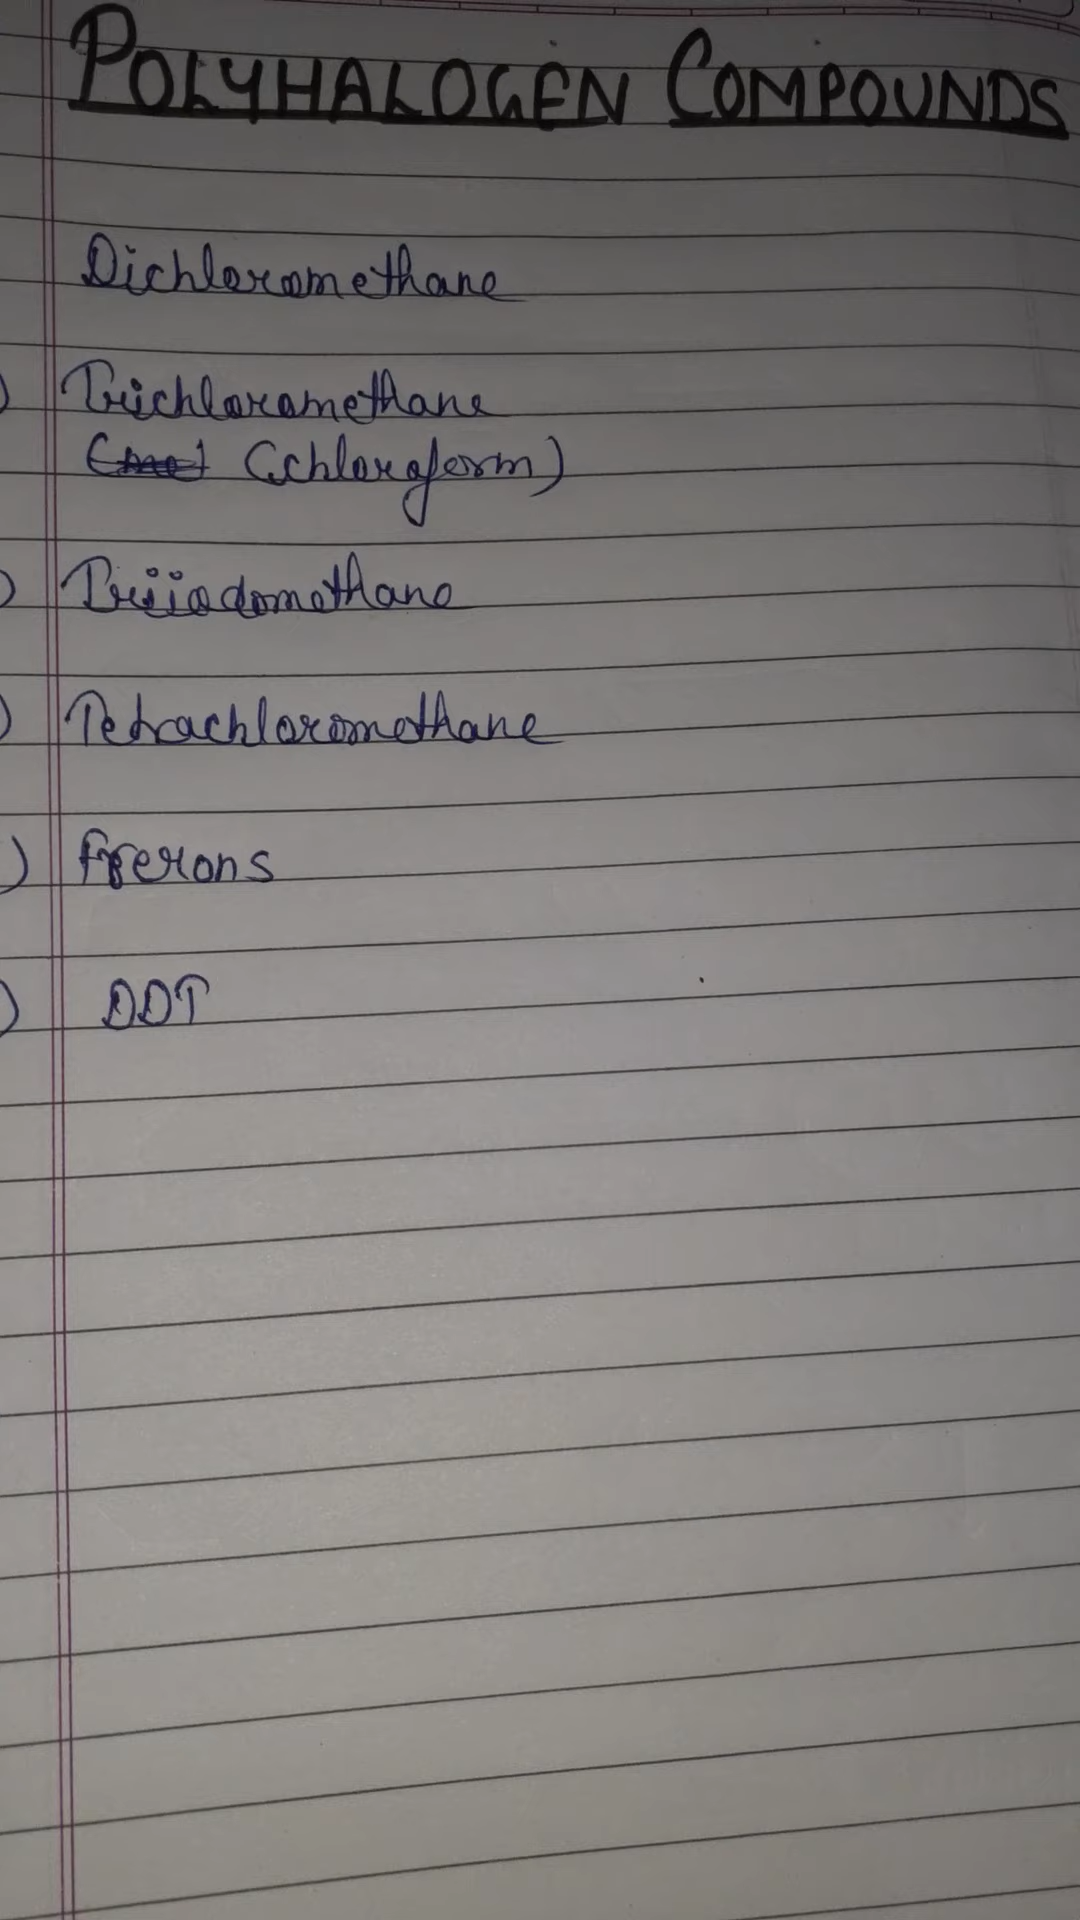 POLYHALOGEN COMPOUNDS
Dichloromethane
) Trichloromethane
(chloroform)
) Triiodomethane
) Tetrachloromethane
) Freons
) DDT